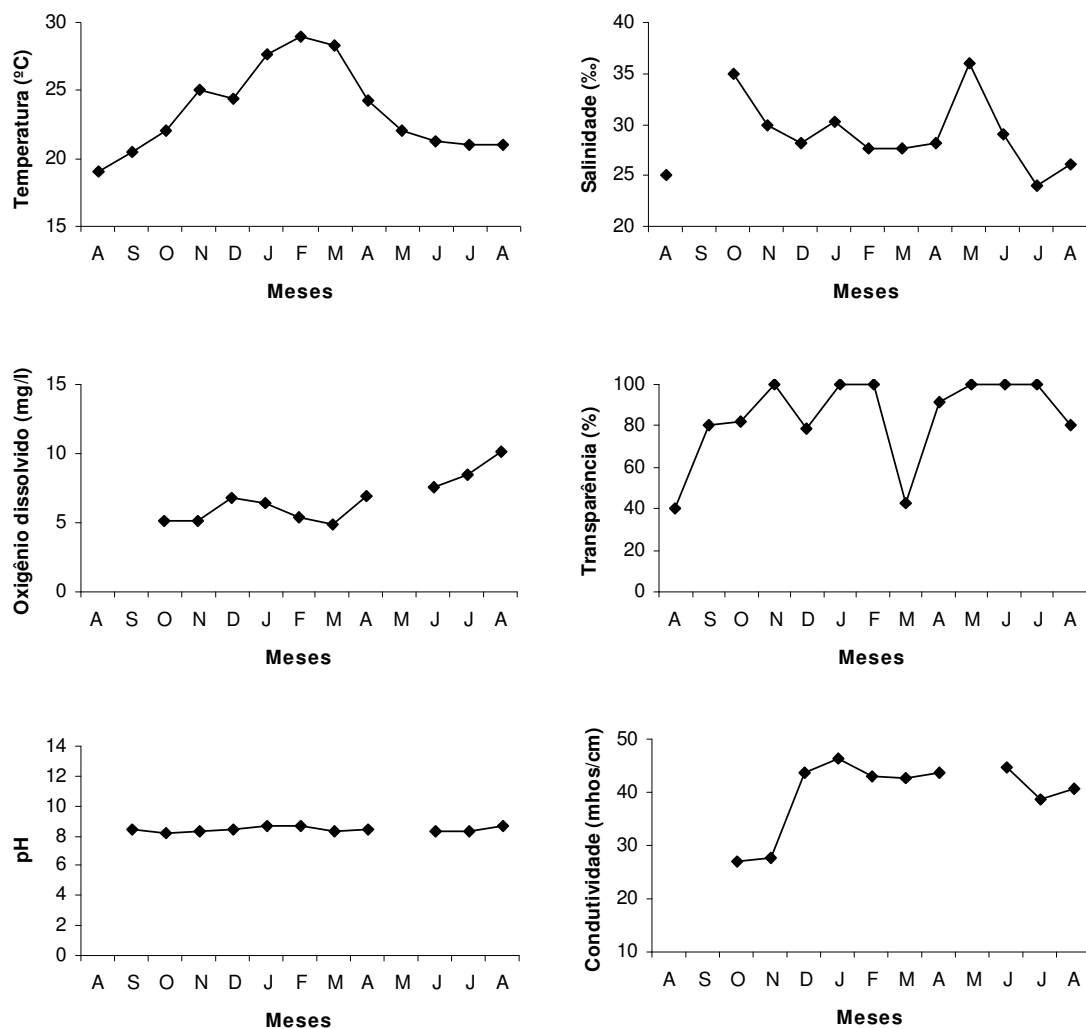 Temperatura (ºC)
30
25
20
15
A S O N D J F M A M J J A
Meses
Salinidade (‰)
40
35
30
25
20
A S O N D J F M A M J J A
Meses
Oxigênio dissolvido (mg/l)
15
10
5
0
A S O N D J F M A M J J A
Meses
Transparência (%)
100
80
60
40
20
0
A S O N D J F M A M J J A
Meses
pH
14
12
10
8
6
4
2
0
A S O N D J F M A M J J A
Meses
Condutividade (mhos/cm)
50
40
30
20
10
A S O N D J F M A M J J A
Meses